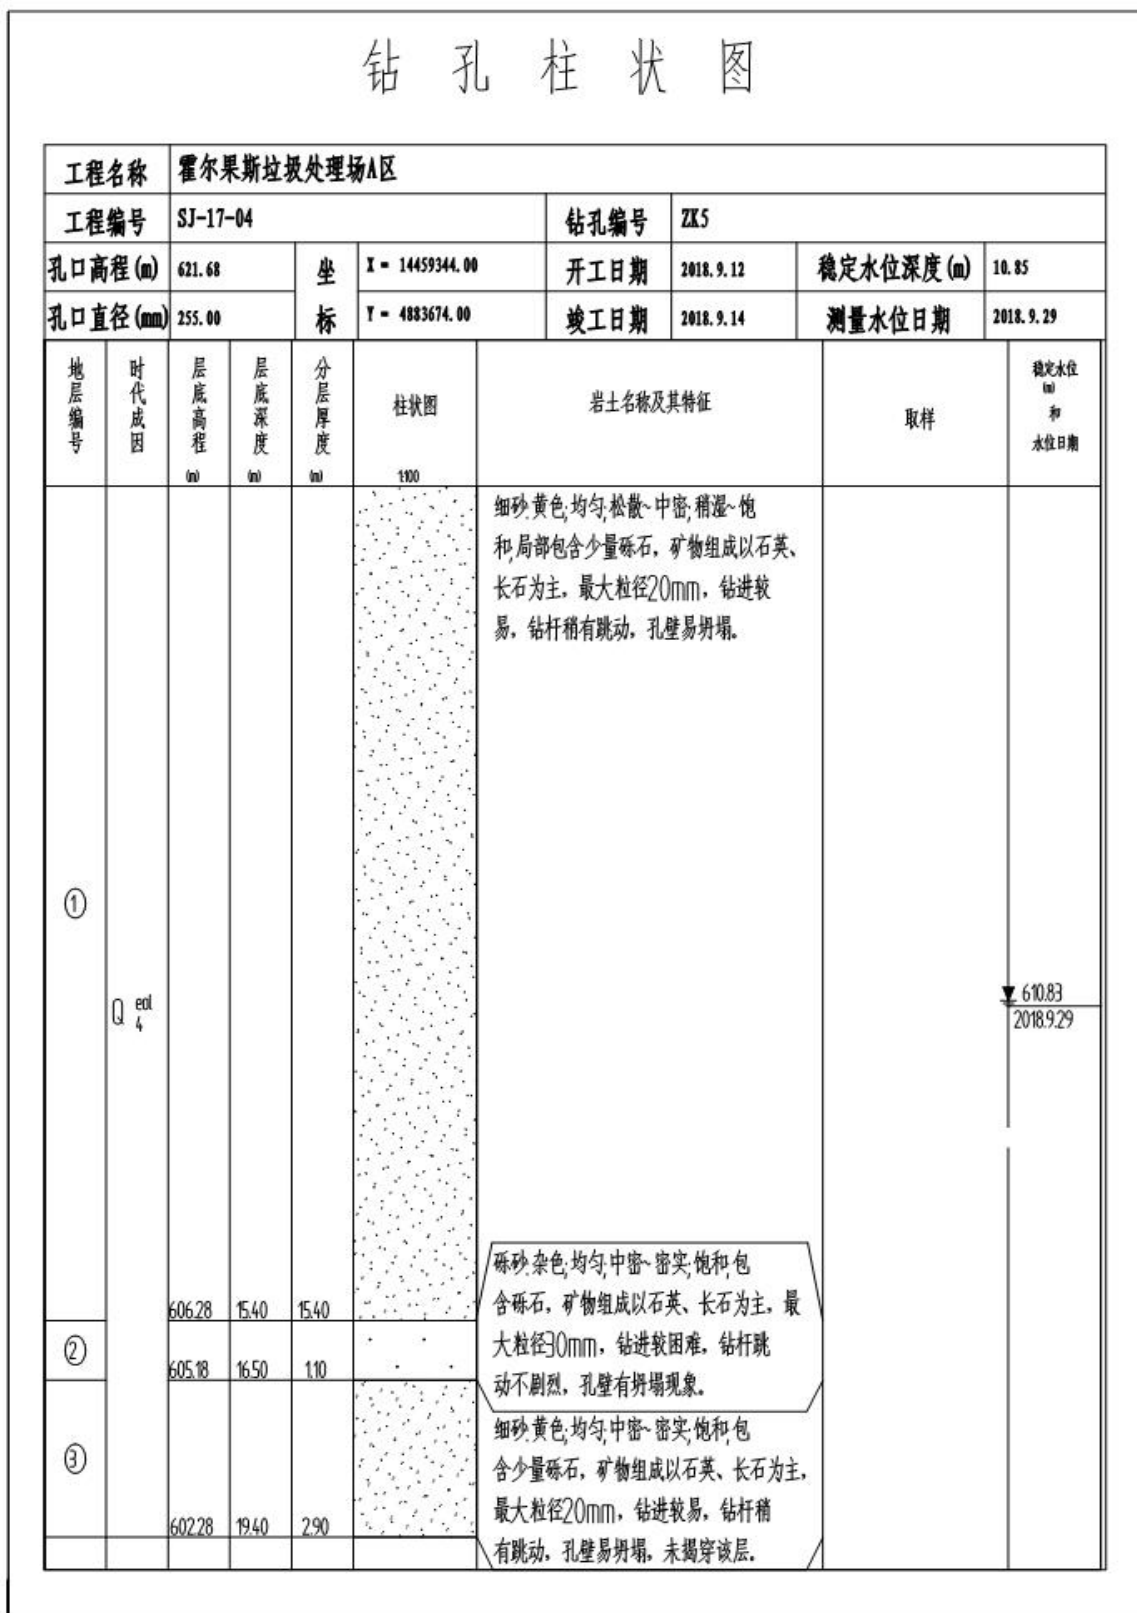 钻孔柱状图
工程名称 霍尔果斯垃圾处理场A区
工程编号 SJ-17-04 钻孔编号 ZK5
孔口高程(m) 621.68 坐 X = 14459344.00 开工日期 2018.9.12 稳定水位深度(m) 10.85
孔口直径(mm) 255.00 标 Y = 4883674.00 竣工日期 2018.9.14 测量水位日期 2018.9.29
地层编号 时代成因 层底高程(m) 层底深度(m) 分层厚度(m) 柱状图 1:100 岩土名称及其特征 取样 稳定水位(m)和水位日期
细砂:黄色;均匀;松散~中密;稍湿~饱
和,局部包含少量砾石，矿物组成以石英、
长石为主，最大粒径20mm，钻进较
易，钻杆稍有跳动，孔壁易坍塌.
①
Q eol 4
610.83
2018.9.29
砾砂:杂色;均匀;中密~密实;饱和,包
含砾石，矿物组成以石英、长石为主，最
大粒径30mm，钻进较困难，钻杆跳
动不剧烈，孔壁有坍塌现象.
606.28 15.40 15.40
②
605.18 16.50 1.10
细砂:黄色;均匀;中密~密实;饱和,包
含少量砾石，矿物组成以石英、长石为主，
最大粒径20mm，钻进较易，钻杆稍
有跳动，孔壁易坍塌，未揭穿该层.
③
602.28 19.40 2.90